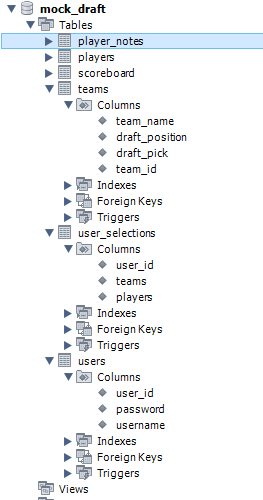 mock_draft
Tables
player_notes
players
scoreboard
teams
Columns
team_name
draft_position
draft_pick
team_id
Indexes
Foreign Keys
Triggers
user_selections
Columns
user_id
teams
players
Indexes
Foreign Keys
Triggers
users
Columns
user_id
password
username
Indexes
Foreign Keys
Triggers
Views